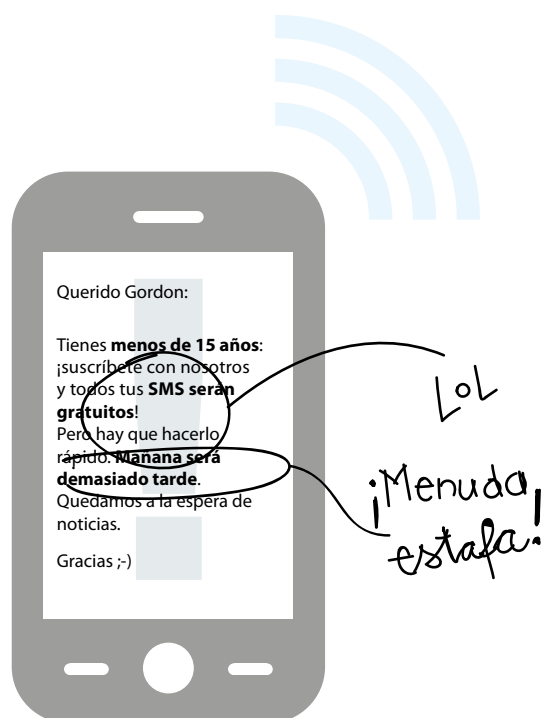 Querido Gordon:
Tienes menos de 15 años:
¡suscríbete con nosotros
y todos tus SMS serán
gratuitos!
Pero hay que hacerlo
rápido. Mañana será
demasiado tarde.
Quedamos a la espera de
noticias.
Gracias ;-)
LoL
¡Menuda
estafa!